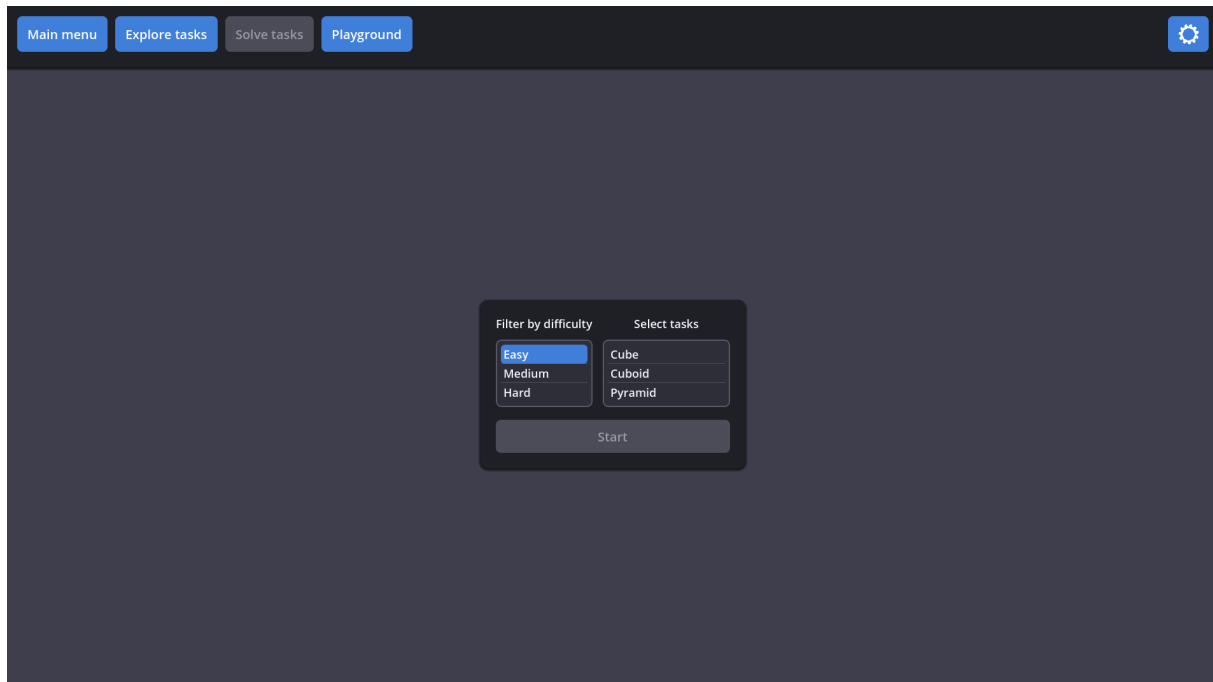 Main menu Explore tasks Solve tasks Playground
Filter by difficulty Select tasks
Easy Cube
Medium Cuboid
Hard Pyramid
Start